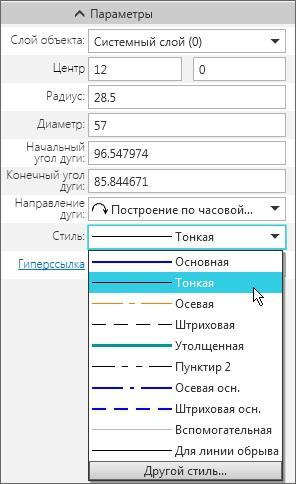 Параметры
Слой объекта: Системный слой (0)
Центр 12 0
Радиус: 28.5
Диаметр: 57
Начальный угол дуги: 96.547974
Конечный угол дуги: 85.844671
Направление дуги: Построение по часовой...
Стиль: Тонкая
Гиперссылка
Основная
Тонкая
Осевая
Штриховая
Утолщенная
Пунктир 2
Осевая осн.
Штриховая осн.
Вспомогательная
Для линии обрыва
Другой стиль...